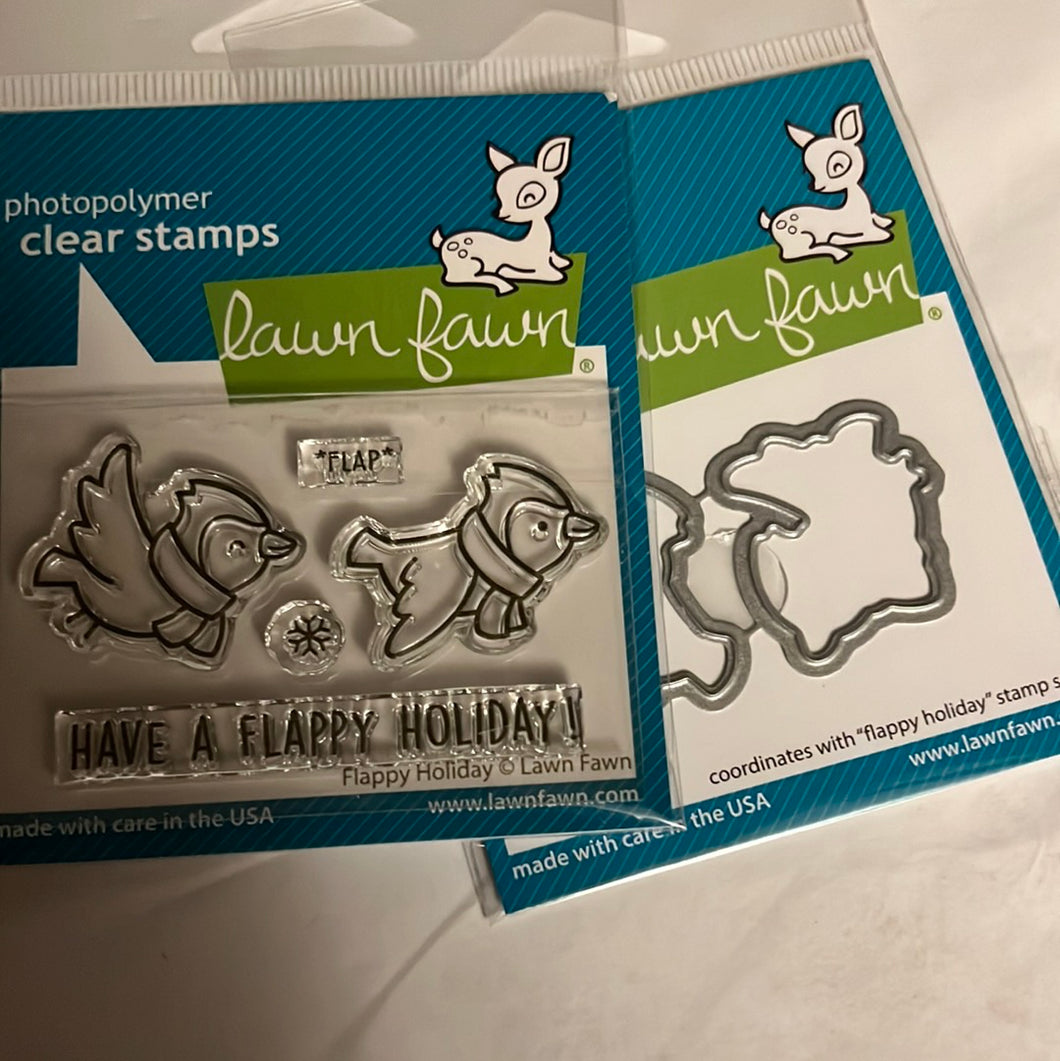 photopolymer
clear stamps
lawn fawn
®
*FLAP*
HAVE A FLAPPY HOLIDAY!
Flappy Holiday © Lawn Fawn
www.lawnfawn.com
made with care in the USA
fawn
®
coordinates with "flappy holiday" stamp
www.lawnfawn.
made with care in the USA